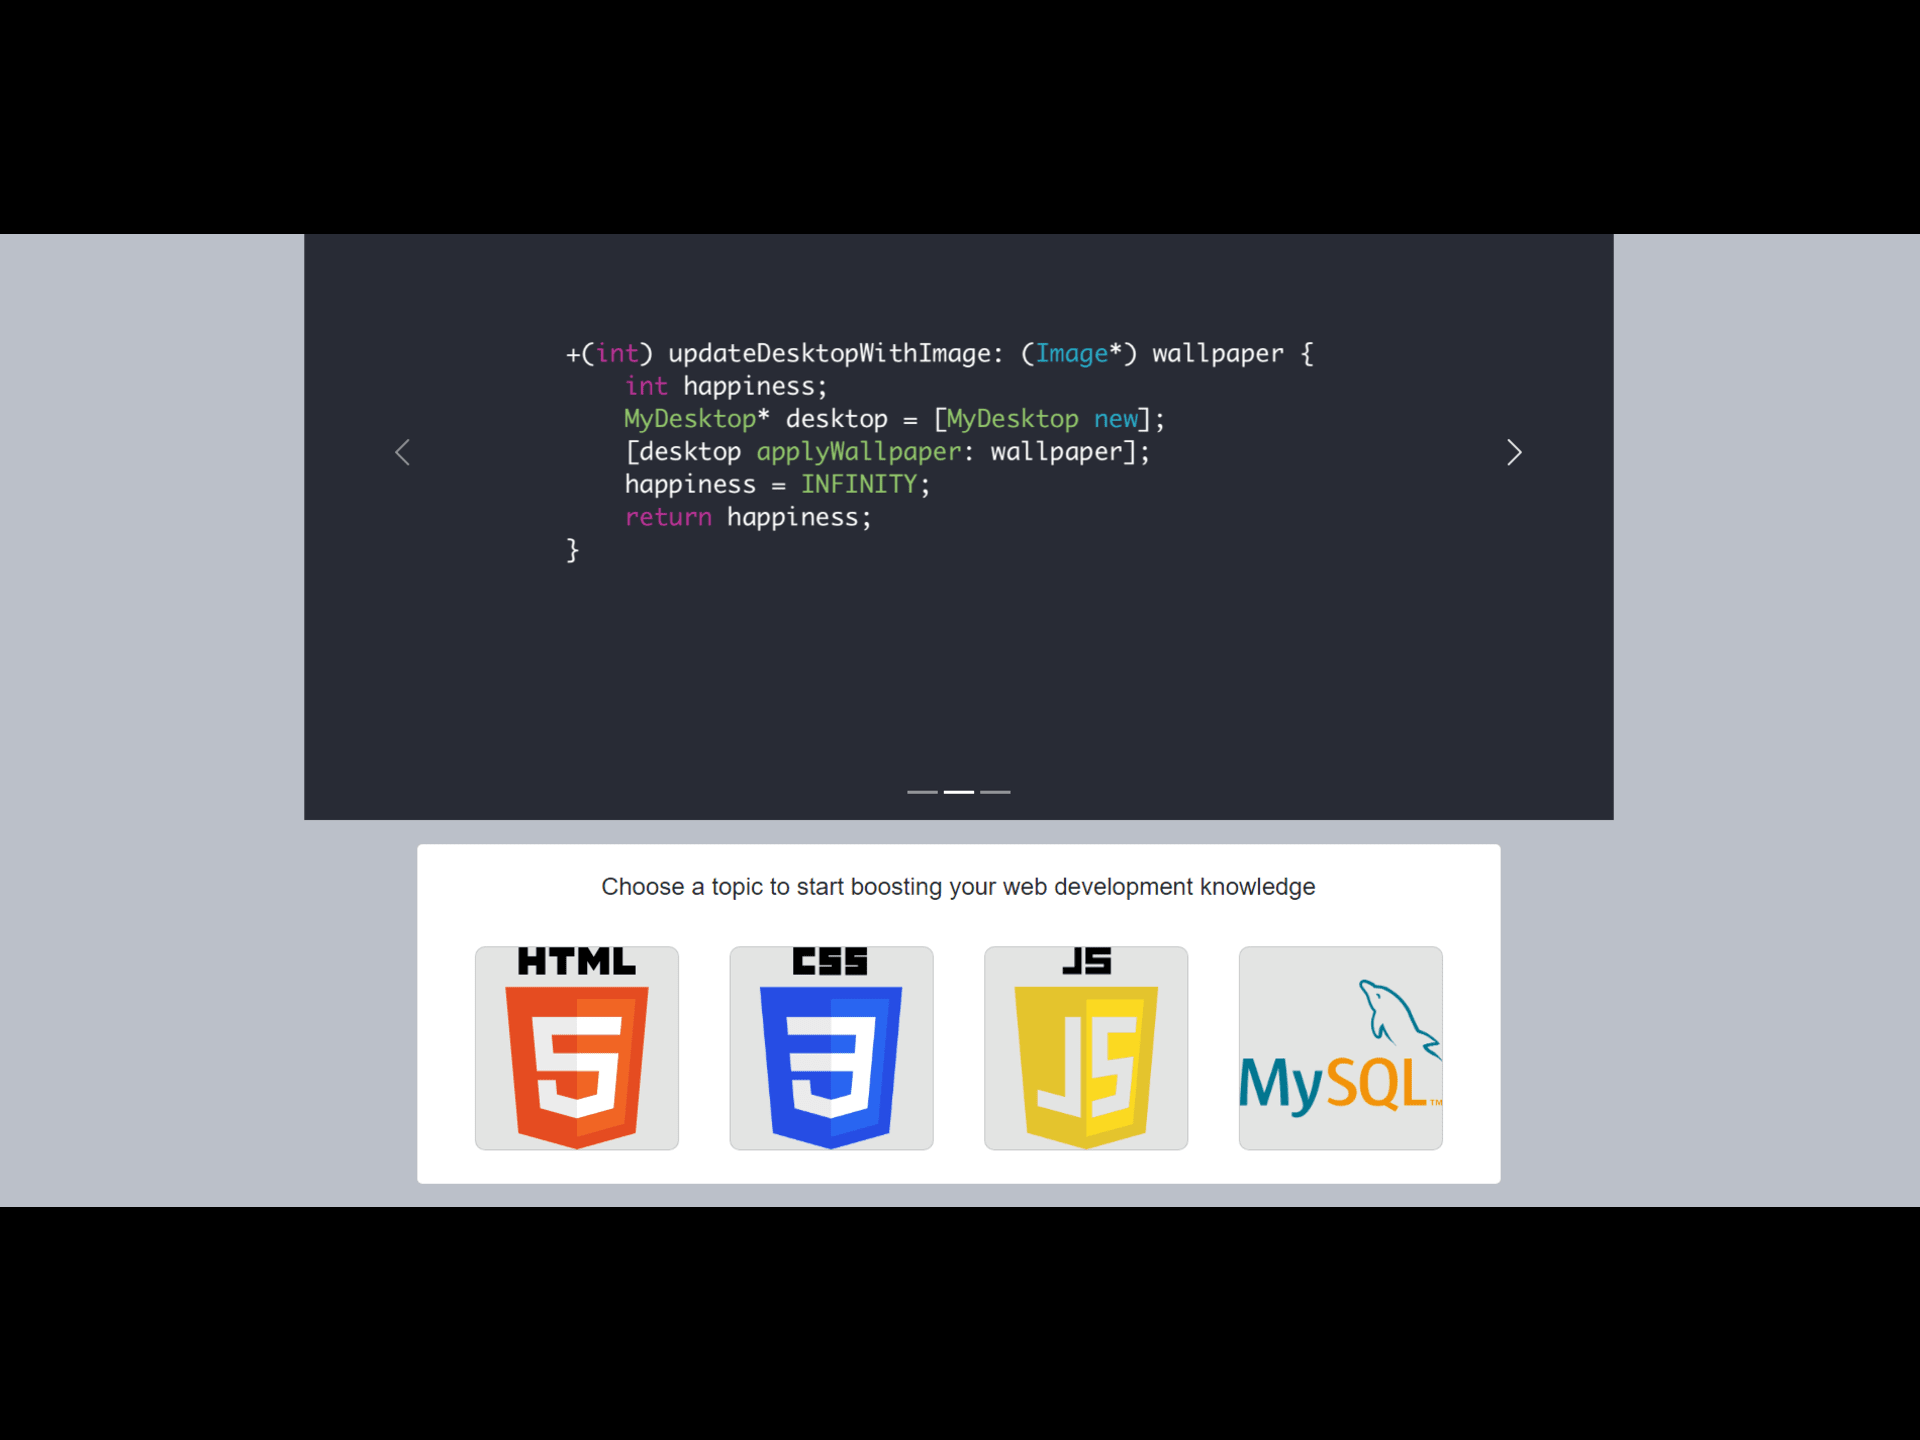 +(int) updateDesktopWithImage: (Image*) wallpaper {
    int happiness;
    MyDesktop* desktop = [MyDesktop new];
    [desktop applyWallpaper: wallpaper];
    happiness = INFINITY;
    return happiness;
}
Choose a topic to start boosting your web development knowledge
HTML
5
CSS
3
JS
JS
MySQL™